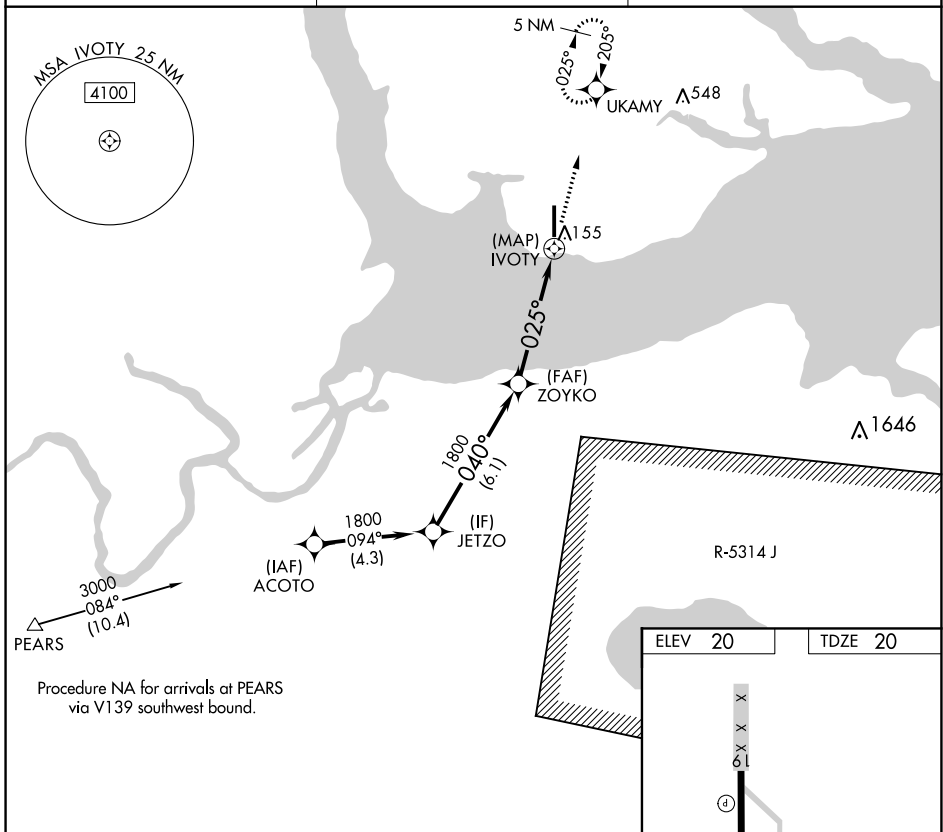 MSA IVOTY 25 NM
4100
5 NM
025°
205°
UKAMY
548
(MAP)
IVOTY
155
025°
(FAF)
ZOYKO
1646
1800
040°
(6.1)
1800
094°
(4.3)
(IF)
JETZO
(IAF)
ACOTO
R-5314 J
3000
084°
(10.4)
PEARS
Procedure NA for arrivals at PEARS
via V139 southwest bound.
ELEV 20
TDZE 20
X
X
X
19
P